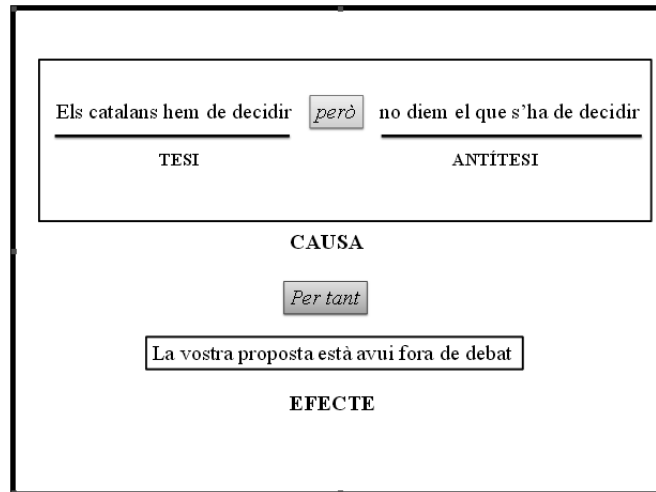 Els catalans hem de decidir però no diem el que s’ha de decidir
TESI ANTÍTESI
CAUSA
Per tant
La vostra proposta està avui fora de debat
EFECTE